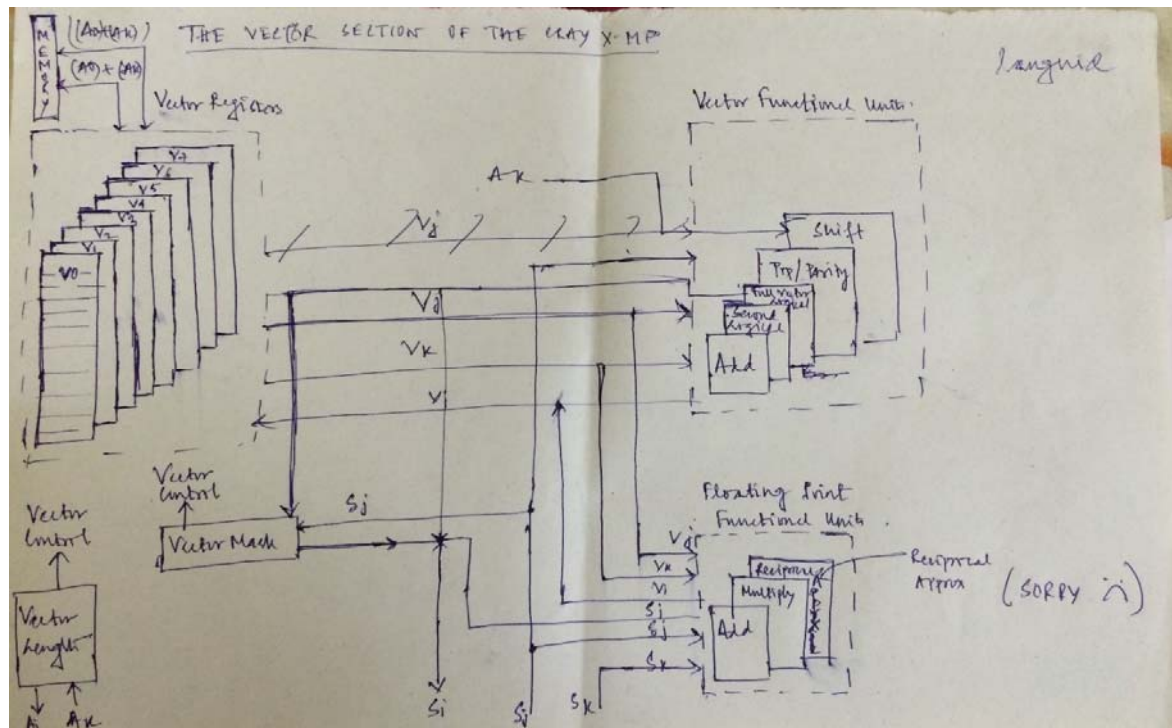 MEMORY
((A0)+(Ak))
THE VECTOR SECTION OF THE CRAY X-MP
languid
(A0) + (Ak)
Vector Registers
Vector Functional Units
V7
V6
V5
V4
V3
V2
V1
V0
Ak
Vj
Shift
Pop/Parity
Full Vector
Logical
Second
Logical
Add
Vj
Vk
V
Vector
Control
Sj
Vector Mask
Floating Point
Functional Units
Vector
Control
Vector
Length
Vj
Vk
Vi
Sj
Sj
Sk
Reciprocal
Multiply
Add
Reciprocal
Approx
(SORRY
Ak
Si
Sj
Sk